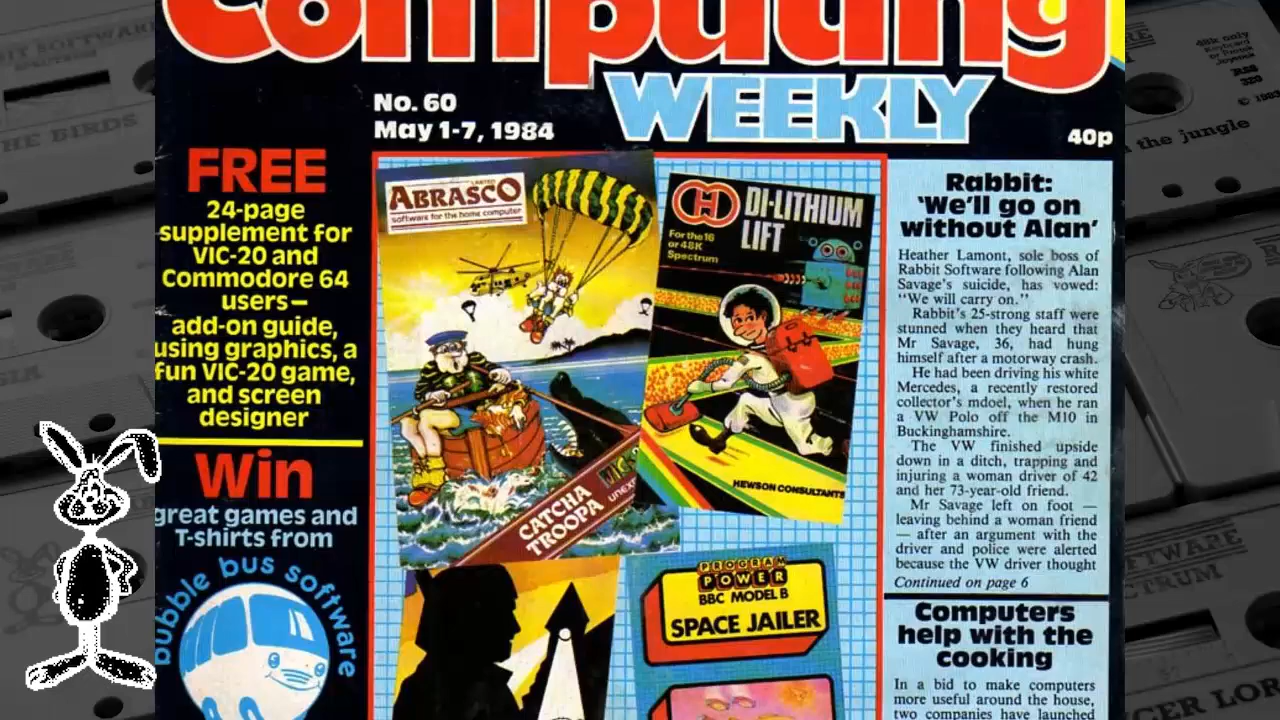 Computing
WEEKLY
No. 60
May 1-7, 1984
40p
FREE
24-page
supplement for
VIC-20 and
Commodore 64
users—
add-on guide,
using graphics, a
fun VIC-20 game,
and screen
designer
Win
great games and
T-shirts from
bubble bus software
ABRASCO
LIMITED
software for the home computer
CATCHA
TROOPA
DI-LITHIUM
LIFT
For the 16
or 48K
Spectrum
HEWSON CONSULTANTS
PROGRAM
POWER
BBC MODEL B
SPACE JAILER
Rabbit:
‘We’ll go on
without Alan’
Heather Lamont, sole boss of
Rabbit Software following Alan
Savage’s suicide, has vowed:
“We will carry on.”
Rabbit’s 25-strong staff were
stunned when they heard that
Mr Savage, 36, had hung
himself after a motorway crash.
He had been driving his white
Mercedes, a recently restored
collector’s mdoel, when he ran
a VW Polo off the M10 in
Buckinghamshire.
The VW finished upside
down in a ditch, trapping and
injuring a woman driver of 42
and her 73-year-old friend.
Mr Savage left on foot —
leaving behind a woman friend
— after an argument with the
driver and police were alerted
because the VW driver thought
Continued on page 6
Computers
help with the
cooking
In a bid to make computers
more useful around the house,
two companies have launched
THE BIRDS
48k only
© 198
the jungle